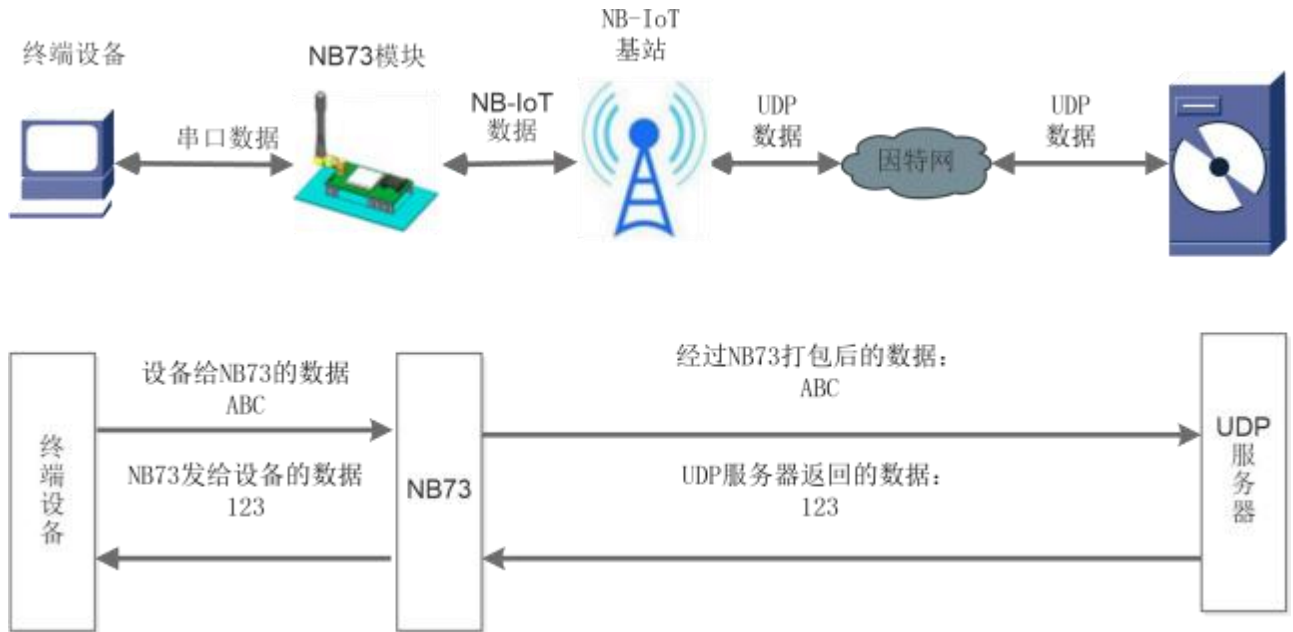 终端设备
NB73模块
NB-IoT
基站
串口数据
NB-IoT
数据
UDP
数据
因特网
UDP
数据
设备给NB73的数据
ABC
经过NB73打包后的数据:
ABC
终端设备
NB73发给设备的数据
123
NB73
UDP服务器返回的数据:
123
UDP
服务器